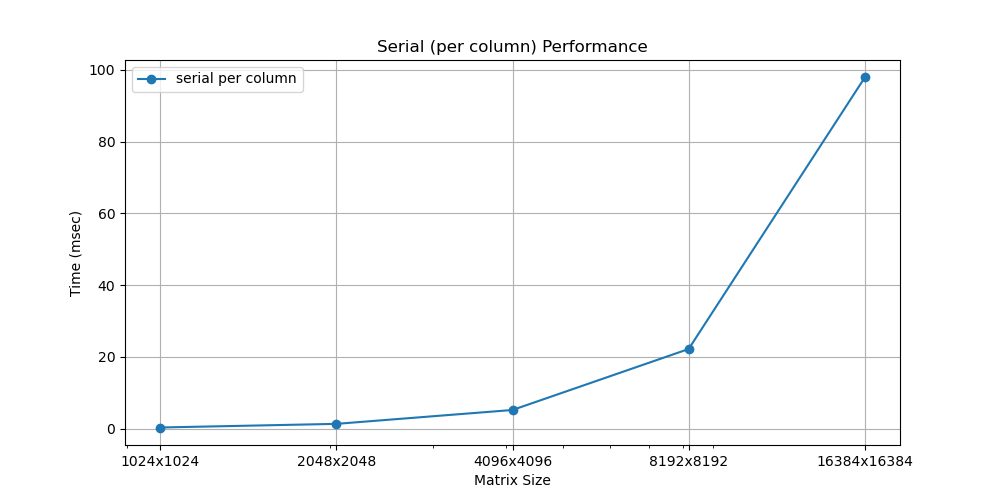 Serial (per column) Performance
serial per column
100
80
60
40
20
0
Time (msec)
1024x1024 2048x2048 4096x4096 8192x8192 16384x16384
Matrix Size